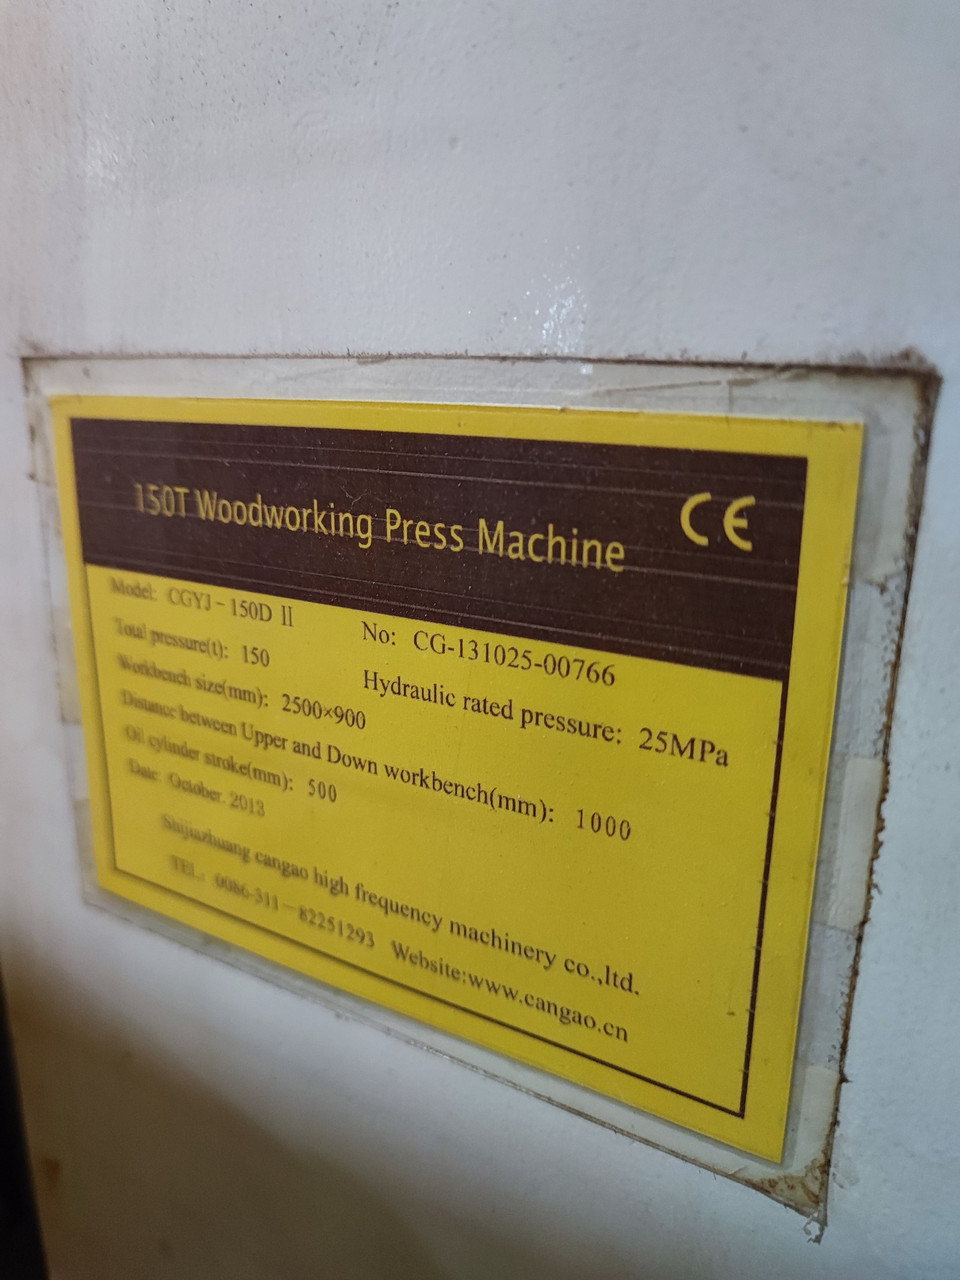 150T Woodworking Press Machine CE
Model: CGYJ-150D II No: CG-131025-00766
Total pressure(t): 150 Hydraulic rated pressure: 25MPa
Workbench size(mm): 2500×900
Distance between Upper and Down workbench(mm): 1000
Oil cylinder stroke(mm): 500
Date: October. 2013
Shijiazhuang cangao high frequency machinery co.,ltd.
TEL.: 0086-311-82251293 Website:www.cangao.cn